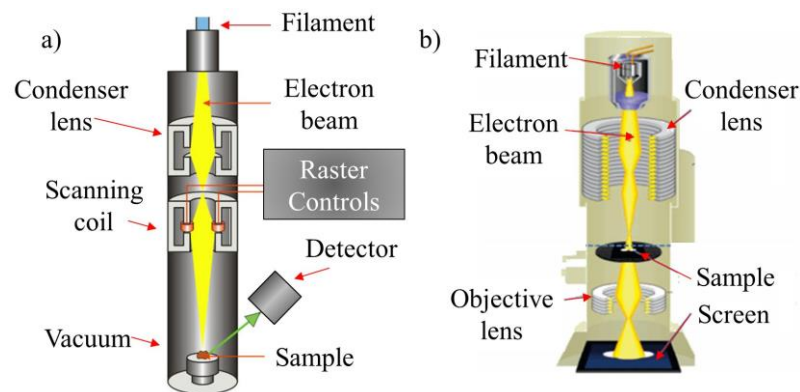 a)
Filament
Condenser
lens
Electron
beam
Scanning
coil
Raster
Controls
Detector
Vacuum
Sample
b)
Filament
Condenser
lens
Electron
beam
Sample
Objective
lens
Screen